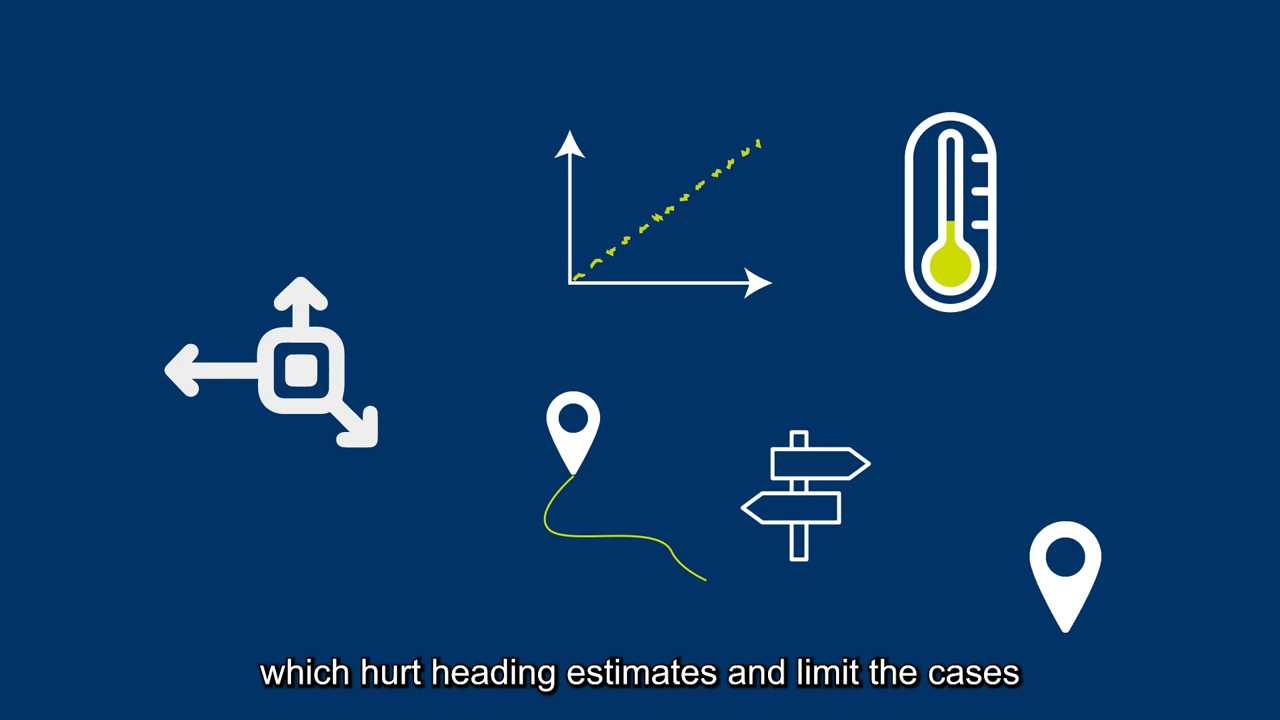 which hurt heading estimates and limit the cases